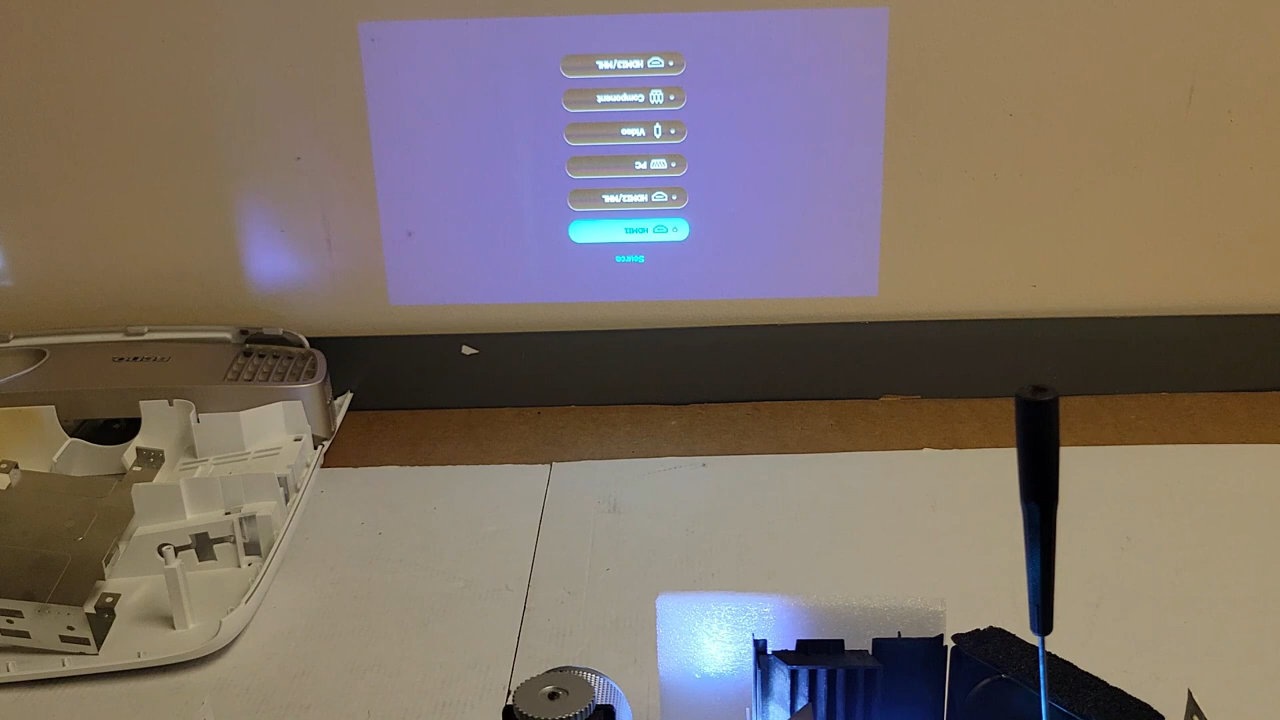 Source
HDMI1
HDMI2/MHL
PC
Video
Component
HDMI3/MHL